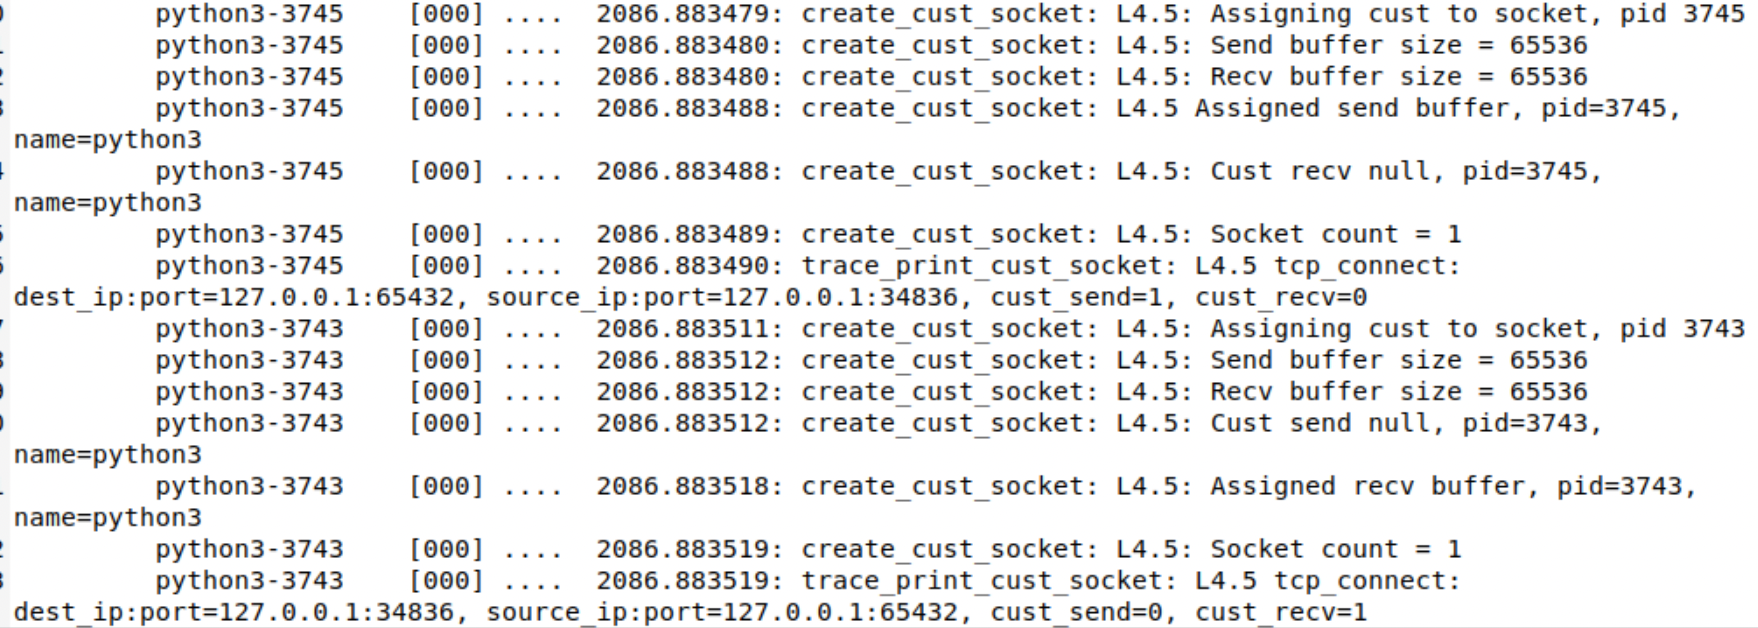 python3-3745 [000] .... 2086.883479: create_cust_socket: L4.5: Assigning cust to socket, pid 3745
python3-3745 [000] .... 2086.883480: create_cust_socket: L4.5: Send buffer size = 65536
python3-3745 [000] .... 2086.883480: create_cust_socket: L4.5: Recv buffer size = 65536
python3-3745 [000] .... 2086.883488: create_cust_socket: L4.5 Assigned send buffer, pid=3745,
name=python3
python3-3745 [000] .... 2086.883488: create_cust_socket: L4.5: Cust recv null, pid=3745,
name=python3
python3-3745 [000] .... 2086.883489: create_cust_socket: L4.5: Socket count = 1
python3-3745 [000] .... 2086.883490: trace_print_cust_socket: L4.5 tcp_connect:
dest_ip:port=127.0.0.1:65432, source_ip:port=127.0.0.1:34836, cust_send=1, cust_recv=0
python3-3743 [000] .... 2086.883511: create_cust_socket: L4.5: Assigning cust to socket, pid 3743
python3-3743 [000] .... 2086.883512: create_cust_socket: L4.5: Send buffer size = 65536
python3-3743 [000] .... 2086.883512: create_cust_socket: L4.5: Recv buffer size = 65536
python3-3743 [000] .... 2086.883512: create_cust_socket: L4.5: Cust send null, pid=3743,
name=python3
python3-3743 [000] .... 2086.883518: create_cust_socket: L4.5: Assigned recv buffer, pid=3743,
name=python3
python3-3743 [000] .... 2086.883519: create_cust_socket: L4.5: Socket count = 1
python3-3743 [000] .... 2086.883519: trace_print_cust_socket: L4.5 tcp_connect:
dest_ip:port=127.0.0.1:34836, source_ip:port=127.0.0.1:65432, cust_send=0, cust_recv=1